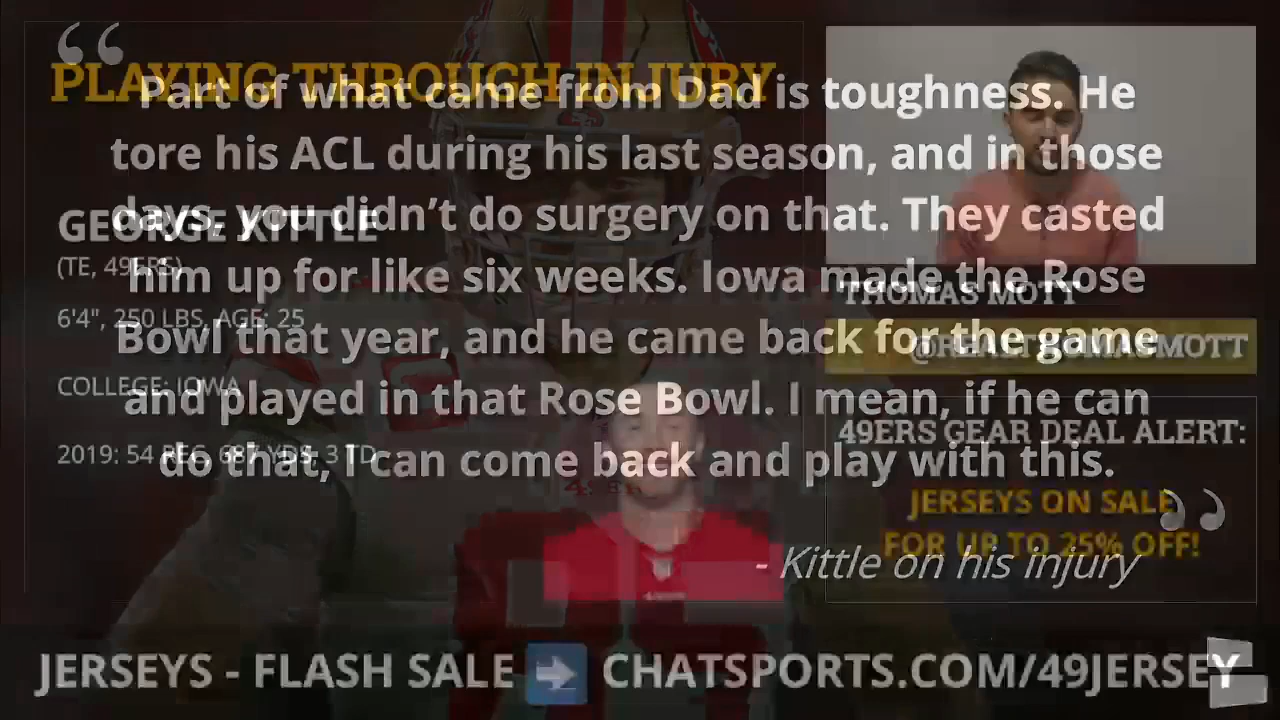 PLAYING THROUGH INJURY
“Part of what came from Dad is toughness. He
tore his ACL during his last season, and in those
days, you didn’t do surgery on that. They casted
him up for like six weeks. Iowa made the Rose
Bowl that year, and he came back for the game
and played in that Rose Bowl. I mean, if he can
do that, I can come back and play with this.”
- Kittle on his injury
GEORGE KITTLE
(TE, 49ERS)
6'4", 250 LBS, AGE: 25
COLLEGE: IOWA
2019: 54 REC, 687 YDS, 3 TD
THOMAS MOTT
@REALTHOMASMOTT
49ERS GEAR DEAL ALERT:
JERSEYS ON SALE
FOR UP TO 25% OFF!
JERSEYS - FLASH SALE ➡ CHATSPORTS.COM/49JERSEY